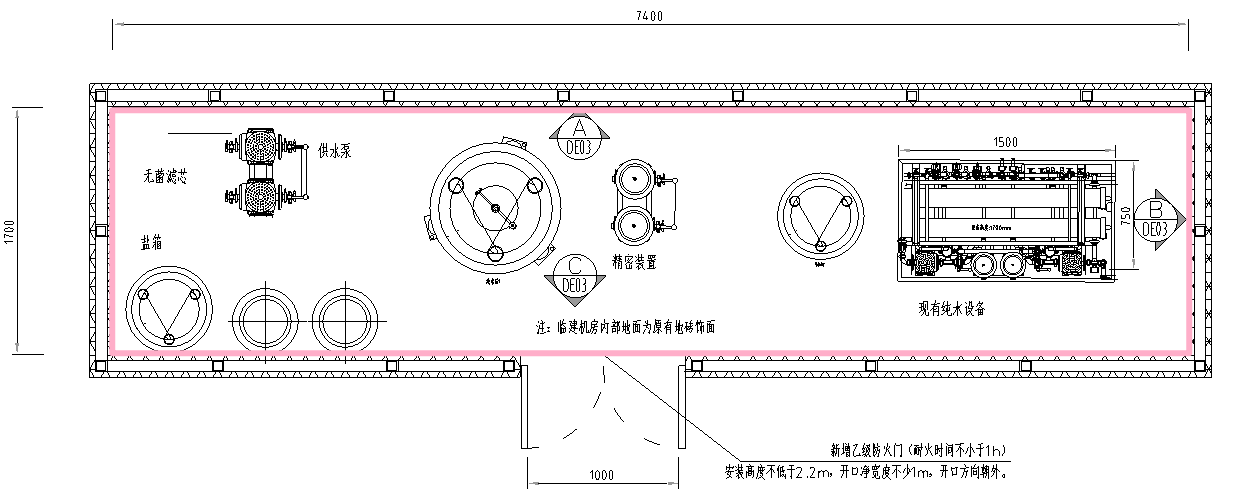 7400
供水泵
无菌滤芯
盐箱
A
DE03
精密装置
C
DE03
1500
750
B
DE03
现有纯水设备
1700
注：临建机房内部地面为原有地砖饰面
新增乙级防火门（耐火时间不小于1h）
安装高度不低于2.2m，开口净宽度不少1m，开口方向朝外。
1000